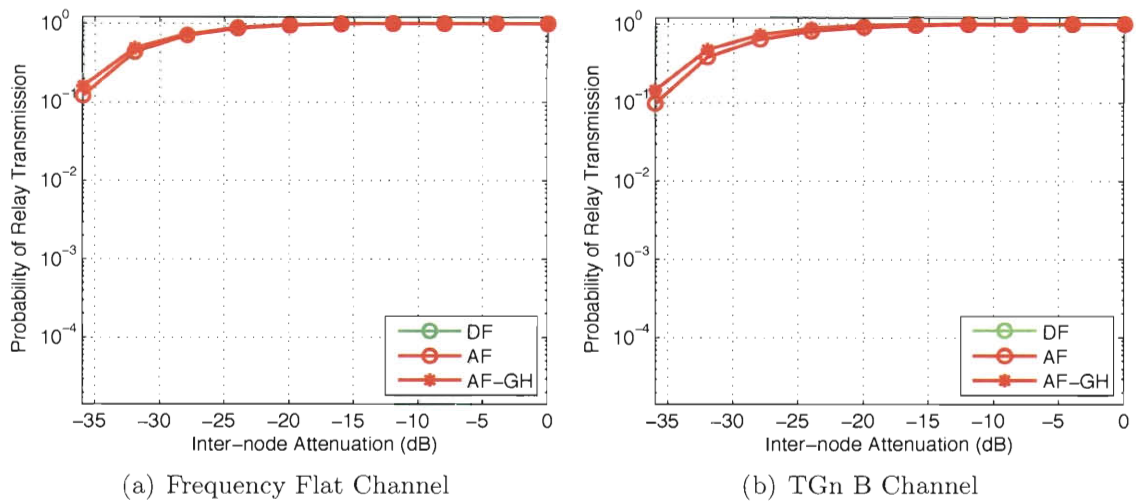 Probability of Relay Transmission
10^0
10^-1
10^-2
10^-3
10^-4
DF
AF
AF-GH
-35 -30 -25 -20 -15 -10 -5 0
Inter-node Attenuation (dB)
(a) Frequency Flat Channel
Probability of Relay Transmission
10^0
10^-1
10^-2
10^-3
10^-4
DF
AF
AF-GH
-35 -30 -25 -20 -15 -10 -5 0
Inter-node Attenuation (dB)
(b) TGn B Channel